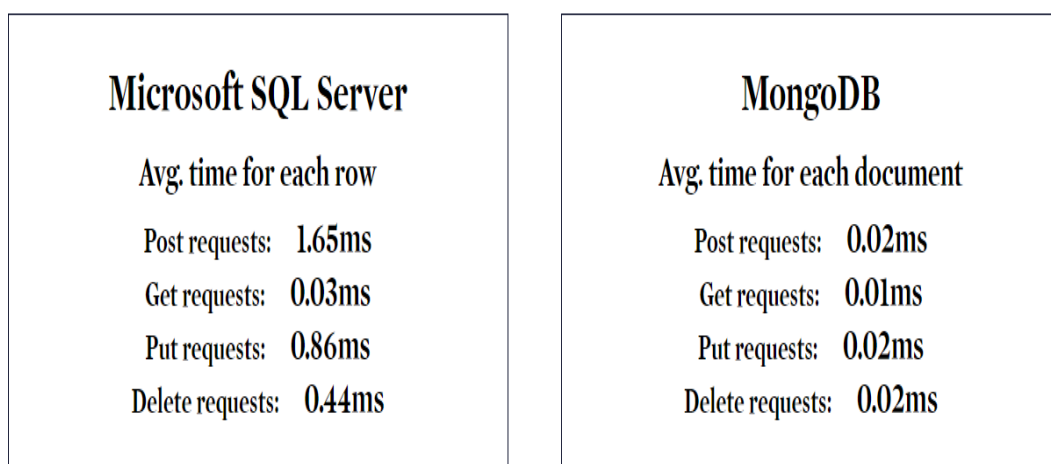 Microsoft SQL Server
Avg. time for each row
Post requests: 1.65ms
Get requests: 0.03ms
Put requests: 0.86ms
Delete requests: 0.44ms
MongoDB
Avg. time for each document
Post requests: 0.02ms
Get requests: 0.01ms
Put requests: 0.02ms
Delete requests: 0.02ms